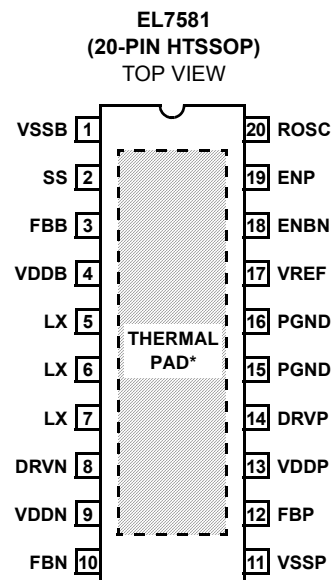 EL7581
(20-PIN HTSSOP)
TOP VIEW
VSSB 1 20 ROSC
SS 2 19 ENP
FBB 3 18 ENBN
VDDB 4 17 VREF
LX 5 16 PGND
LX 6 15 PGND
LX 7 14 DRVP
DRVN 8 13 VDDP
VDDN 9 12 FBP
FBN 10 11 VSSP
THERMAL
PAD*